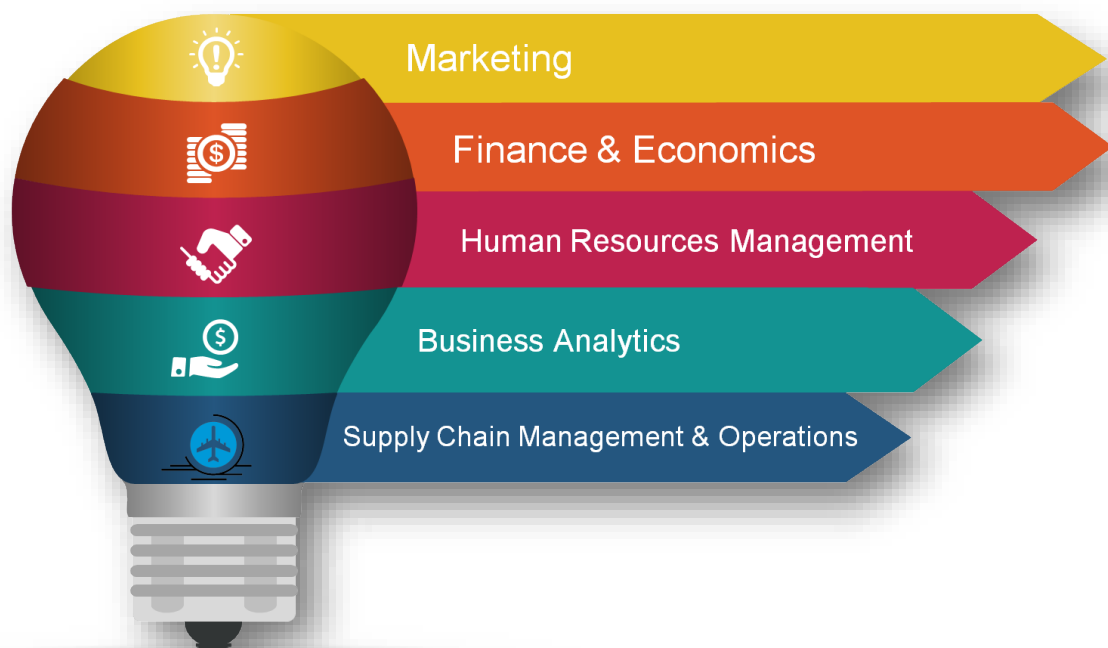 Marketing
Finance & Economics
Human Resources Management
Business Analytics
Supply Chain Management & Operations